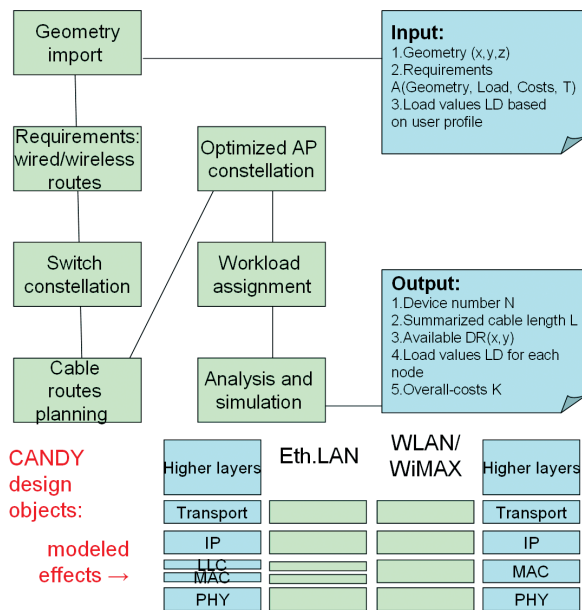 Geometry
import
Input:
1.Geometry (x,y,z)
2.Requirements
A(Geometry, Load, Costs, T)
3.Load values LD based
on user profile
Requirements:
wired/wireless
routes
Optimized AP
constellation
Switch
constellation
Workload
assignment
Output:
1.Device number N
2.Summarized cable length L
3.Available DR(x,y)
4.Load values LD for each
node
5.Overall-costs K
Cable
routes
planning
Analysis and
simulation
CANDY
design
objects:
modeled
effects →
Higher layers
Eth.LAN
WLAN/
WiMAX
Higher layers
Transport
Transport
IP
IP
LLC
MAC
MAC
PHY
PHY